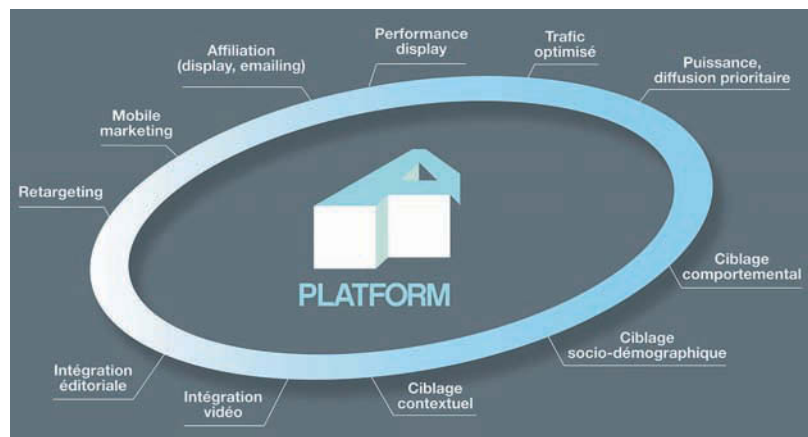 Performance
display
Trafic
optimisé
Affiliation
(display, emailing)
Puissance,
diffusion prioritaire
Mobile
marketing
Retargeting
PLATFORM
Ciblage
comportemental
Ciblage
socio-démographique
Intégration
éditoriale
Intégration
vidéo
Ciblage
contextuel